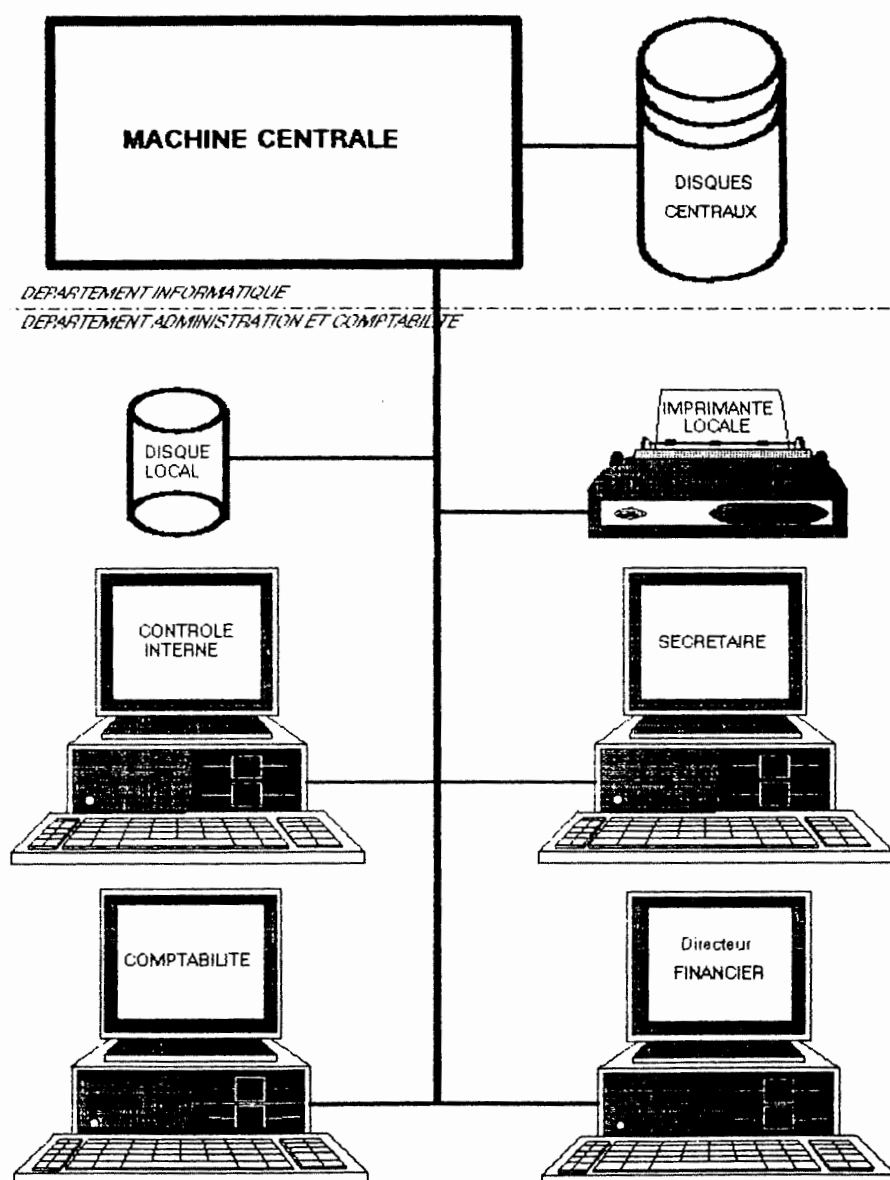 MACHINE CENTRALE
DISQUES
CENTRAUX
DEPARTEMENT INFORMATIQUE
DEPARTEMENT ADMINISTRATION ET COMPTABILITE
IMPRIMANTE
LOCALE
DISQUE
LOCAL
CONTROLE
INTERNE
SECRETAIRE
COMPTABILITE
Directeur
FINANCIER